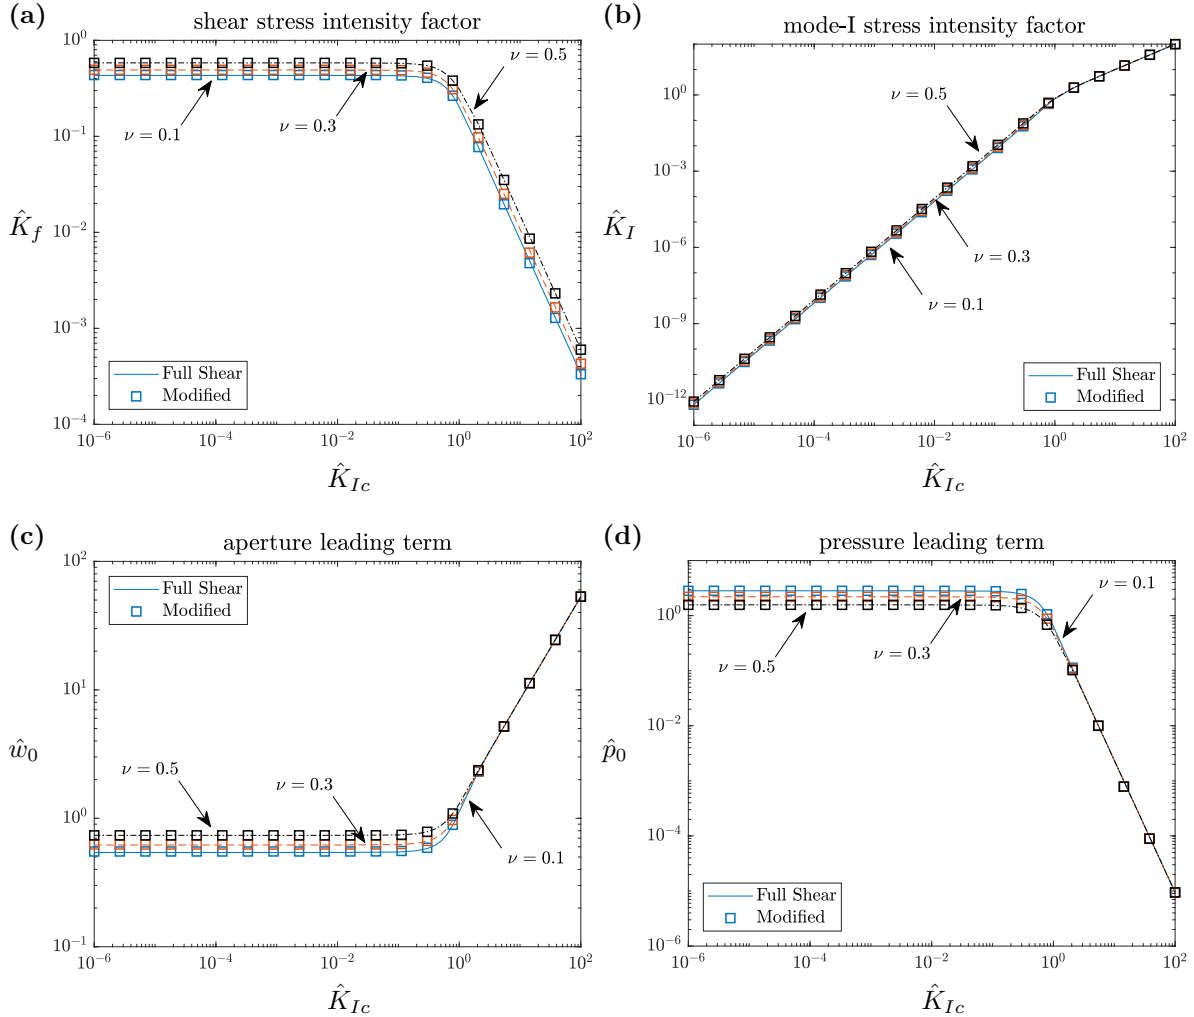 (a) shear stress intensity factor
10^0
10^{-1}
10^{-2}
10^{-3}
10^{-4}
K̂_f
ν = 0.5
ν = 0.1
ν = 0.3
Full Shear
Modified
10^{-6} 10^{-4} 10^{-2} 10^0 10^2
K̂_{Ic}
(b) mode-I stress intensity factor
10^0
10^{-3}
10^{-6}
10^{-9}
10^{-12}
K̂_I
ν = 0.5
ν = 0.3
ν = 0.1
Full Shear
Modified
10^{-6} 10^{-4} 10^{-2} 10^0 10^2
K̂_{Ic}
(c) aperture leading term
10^2
10^1
10^0
10^{-1}
ŵ_0
Full Shear
Modified
ν = 0.5
ν = 0.3
ν = 0.1
10^{-6} 10^{-4} 10^{-2} 10^0 10^2
K̂_{Ic}
(d) pressure leading term
10^0
10^{-2}
10^{-4}
10^{-6}
p̂_0
ν = 0.1
ν = 0.5
ν = 0.3
Full Shear
Modified
10^{-6} 10^{-4} 10^{-2} 10^0 10^2
K̂_{Ic}